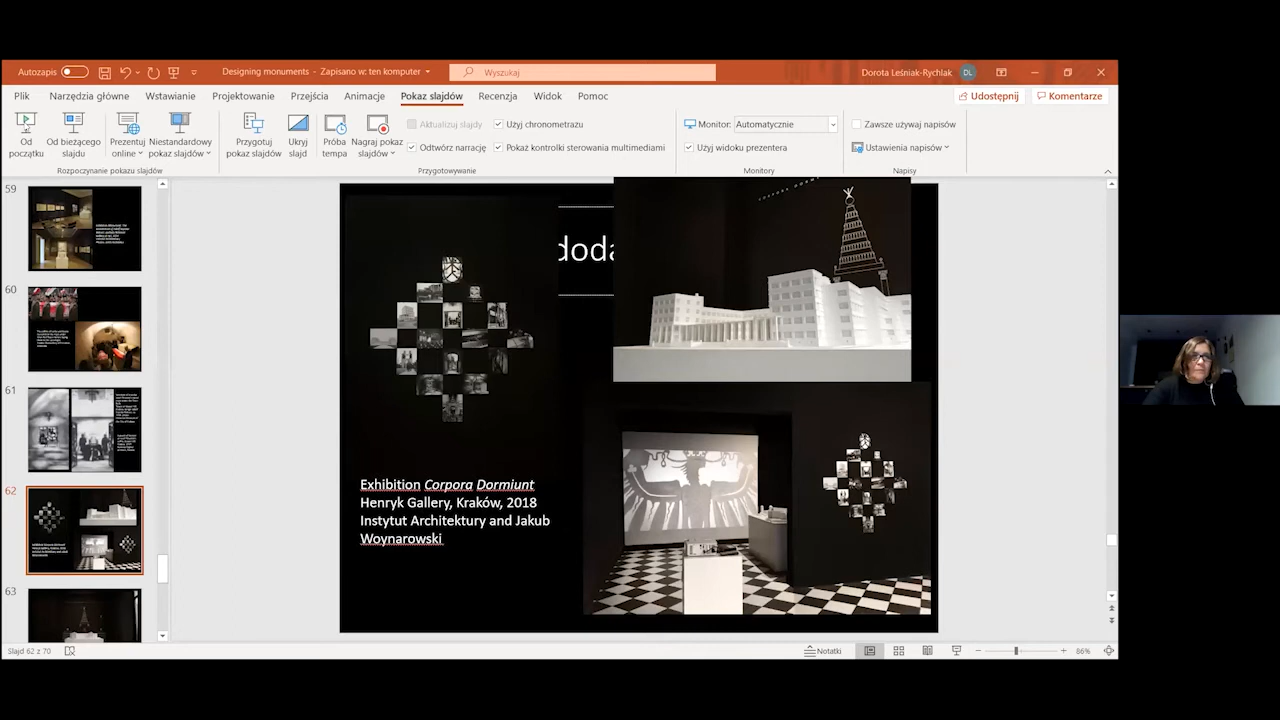 Autozapis
Designing monuments - Zapisano w: ten komputer
Wyszukaj
Dorota Leśniak-Rychlak
DL
Plik
Narzędzia główne
Wstawianie
Projektowanie
Przejścia
Animacje
Pokaz slajdów
Recenzja
Widok
Pomoc
Udostępnij
Komentarze
Od początku
Od bieżącego slajdu
Prezentuj online
Niestandardowy pokaz slajdów
Rozpoczynanie pokazu slajdów
Przygotuj pokaz slajdów
Ukryj slajd
Próba tempa
Nagraj pokaz slajdów
Aktualizuj slajdy
Odtwórz narrację
Użyj chronometrazu
Pokaż kontrolki sterowania multimediami
Przygotowywanie
Monitor:
Automatycznie
Użyj widoku prezentera
Monitory
Zawsze używaj napisów
Ustawienia napisów
Napisy
59
60
61
62
63
doda
Exhibition Corpora Dormiunt
Henryk Gallery, Kraków, 2018
Instytut Architektury and Jakub
Woynarowski
Slajd 62 z 70
Notatki
86%